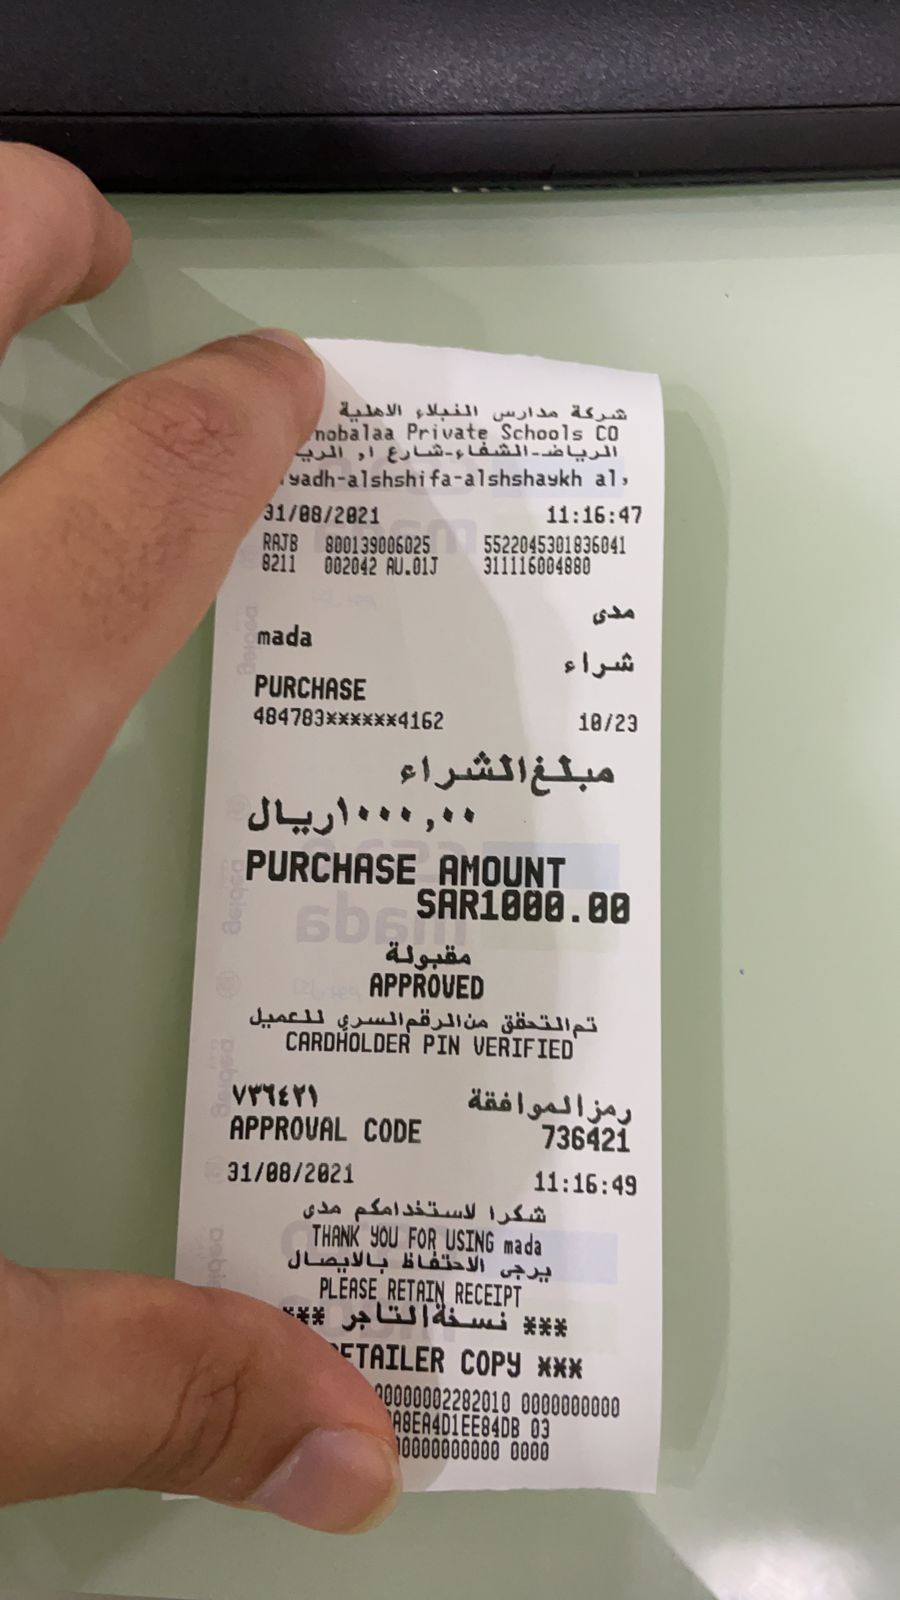 شركة مدارس النبلاء الاهلية
nobalaa Private Schools CO
الرياض-الشفاء-شارع ا, الري
yadh-alshshifa-alshshaykh al,
31/08/2021 11:16:47
RAJB 800139006025 5522045301836041
8211 002042 AU.01J 311116004880
مدى
mada
شراء
PURCHASE
484783******4162 10/23
مبلغ الشراء
١٠٠٠,٠٠ ريال
PURCHASE AMOUNT
SAR1000.00
مقبولة
APPROVED
تم التحقق من الرقم السري للعميل
CARDHOLDER PIN VERIFIED
رمز الموافقة ٧٣٦٤٢١
APPROVAL CODE 736421
31/08/2021 11:16:49
شكرا لاستخدامكم مدى
THANK YOU FOR USING mada
يرجى الاحتفاظ بالايصال
PLEASE RETAIN RECEIPT
*** نسخة التاجر ***
ETAILER COPY ***
00000002282010 0000000000
A8EA4D1EE84DB 03
00000000000 0000